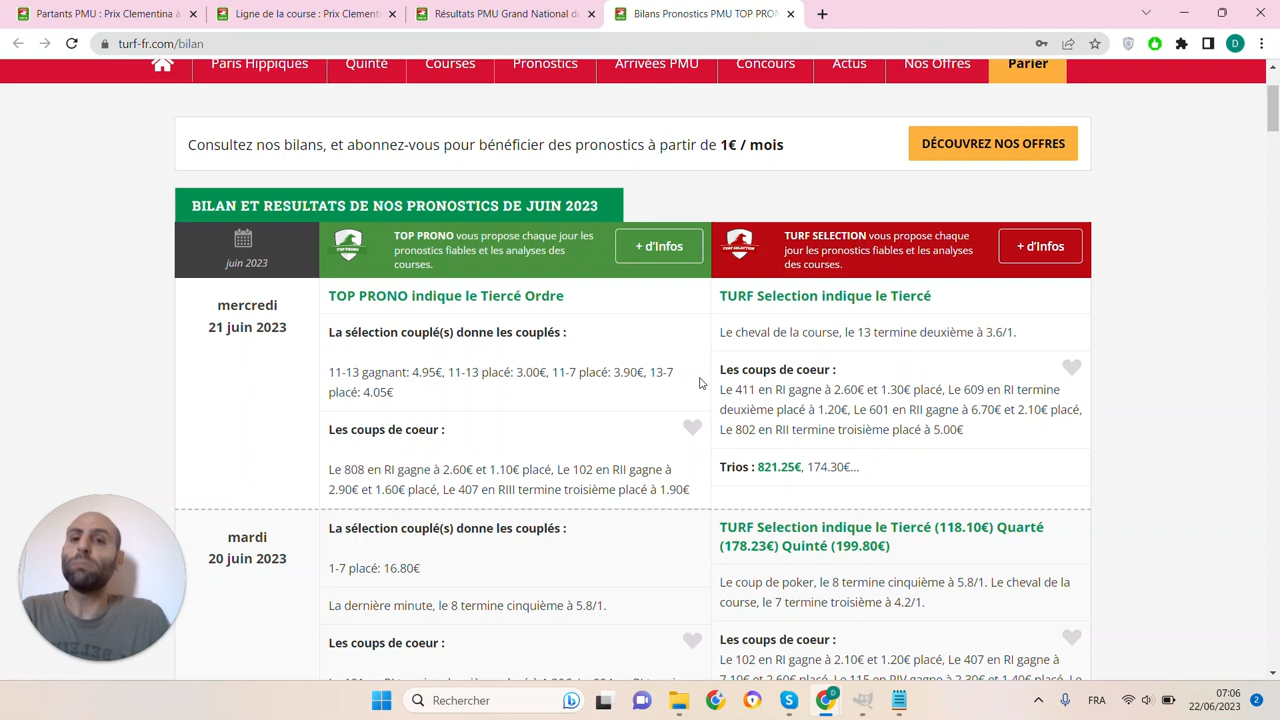 Partants PMU : Prix Clementina à
Ligne de la course : Prix Clement
Résultats PMU Grand National du
Bilans Pronostics PMU TOP PRON
turf-fr.com/bilan
D
Paris Hippiques
Quinté
Courses
Pronostics
Arrivées PMU
Concours
Actus
Nos Offres
Parier
Consultez nos bilans, et abonnez-vous pour bénéficier des pronostics à partir de 1€ / mois
DÉCOUVREZ NOS OFFRES
BILAN ET RESULTATS DE NOS PRONOSTICS DE JUIN 2023
juin 2023
TOP PRONO
TOP PRONO vous propose chaque jour les
pronostics fiables et les analyses des
courses.
+ d'Infos
TURF SELECTION
TURF SELECTION vous propose chaque
jour les pronostics fiables et les analyses
des courses.
+ d'Infos
mercredi
21 juin 2023
TOP PRONO indique le Tiercé Ordre
La sélection couplé(s) donne les couplés :
11-13 gagnant: 4.95€, 11-13 placé: 3.00€, 11-7 placé: 3.90€, 13-7
placé: 4.05€
Les coups de coeur :
Le 808 en RI gagne à 2.60€ et 1.10€ placé, Le 102 en RII gagne à
2.90€ et 1.60€ placé, Le 407 en RIII termine troisième placé à 1.90€
TURF Selection indique le Tiercé
Le cheval de la course, le 13 termine deuxième à 3.6/1.
Les coups de coeur :
Le 411 en RI gagne à 2.60€ et 1.30€ placé, Le 609 en RI termine
deuxième placé à 1.20€, Le 601 en RII gagne à 6.70€ et 2.10€ placé,
Le 802 en RII termine troisième placé à 5.00€
Trios : 821.25€, 174.30€...
mardi
20 juin 2023
La sélection couplé(s) donne les couplés :
1-7 placé: 16.80€
La dernière minute, le 8 termine cinquième à 5.8/1.
Les coups de coeur :
TURF Selection indique le Tiercé (118.10€) Quarté
(178.23€) Quinté (199.80€)
Le coup de poker, le 8 termine cinquième à 5.8/1. Le cheval de la
course, le 7 termine troisième à 4.2/1.
Les coups de coeur :
Le 102 en RI gagne à 2.10€ et 1.20€ placé, Le 407 en RI gagne à
Rechercher
FRA
07:06
22/06/2023
2